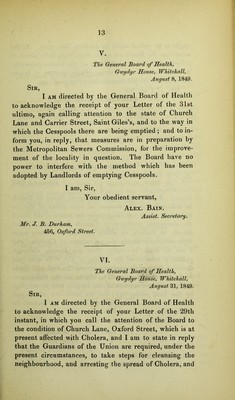 13
V.
The General Board of Health,
Gwydyr House, Whitehall,
August 8, 1849.
Sir,
I am directed by the General Board of Health
to acknowledge the receipt of your Letter of the 31st
ultimo, again calling attention to the state of Church
Lane and Carrier Street, Saint Giles's, and to the way in
which the Cesspools there are being emptied; and to in-
form you, in reply, that measures are in preparation by
the Metropolitan Sewers Commission, for the improve-
ment of the locality in question. The Board have no
power to interfere with the method which has been
adopted by Landlords of emptying Cesspools.
I am, Sir,
Your obedient servant,
Alex. Bain.
Assist. Secretary.
Mr. J. B. Durham,
456, Oxford Street.
VI.
The General Board of Health,
Gwydyr House, Whitehall,
August 31, 1849.
Sir,
I am directed by the General Board of Health
to acknowledge the receipt of your Letter of the 29th
instant, in which you call the attention of the Board to
the condition of Church Lane, Oxford Street, which is at
present affected with Cholera, and I am to state in reply
that the Guardians of the Union are required, under the
present circumstances, to take steps for cleansing the
neighbourhood, and arresting the spread of Cholera, and